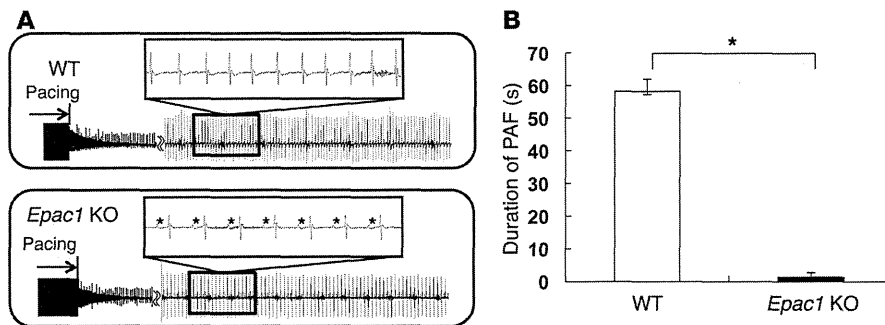 A
WT
Pacing
Epac1 KO
* * * * * * *
Pacing
B
Duration of PAF (s)
70
60
50
40
30
20
10
0
*
WT
Epac1 KO